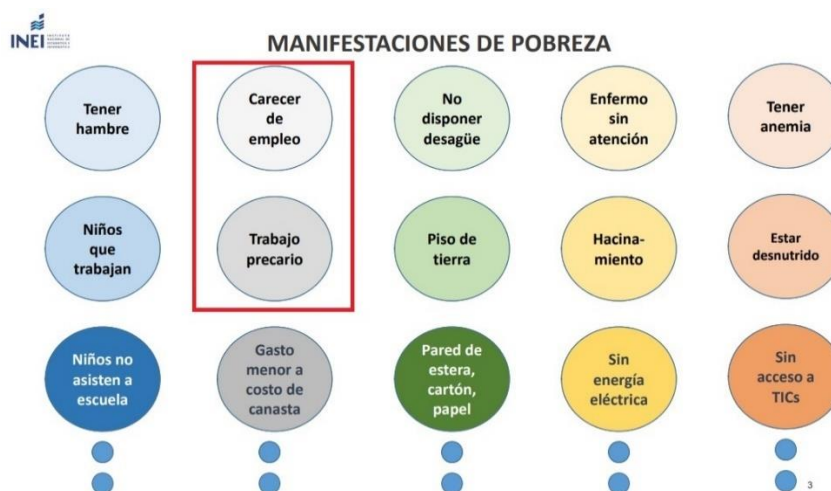 INEI
MANIFESTACIONES DE POBREZA
Tener
hambre
Carecer
de
empleo
No
disponer
desagüe
Enfermo
sin
atención
Tener
anemia
Niños
que
trabajan
Trabajo
precario
Piso de
tierra
Hacina-
miento
Estar
desnutrido
Niños no
asisten a
escuela
Gasto
menor a
costo de
canasta
Pared de
estera,
cartón,
papel
Sin
energía
eléctrica
Sin
acceso a
TICs
3